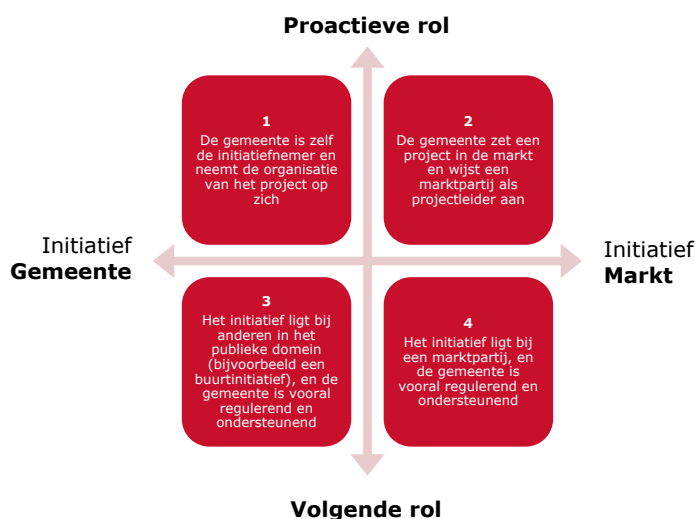 Proactieve rol
1
De gemeente is zelf
de initiatiefnemer en
neemt de organisatie
van het project op
zich
2
De gemeente zet een
project in de markt
en wijst een
marktpartij als
projectleider aan
Initiatief
Gemeente
Initiatief
Markt
3
Het initiatief ligt bij
anderen in het
publieke domein
(bijvoorbeeld een
buurtinitiatief), en de
gemeente is vooral
regulerend en
ondersteunend
4
Het initiatief ligt bij
een marktpartij, en
de gemeente is
vooral regulerend en
ondersteunend
Volgende rol